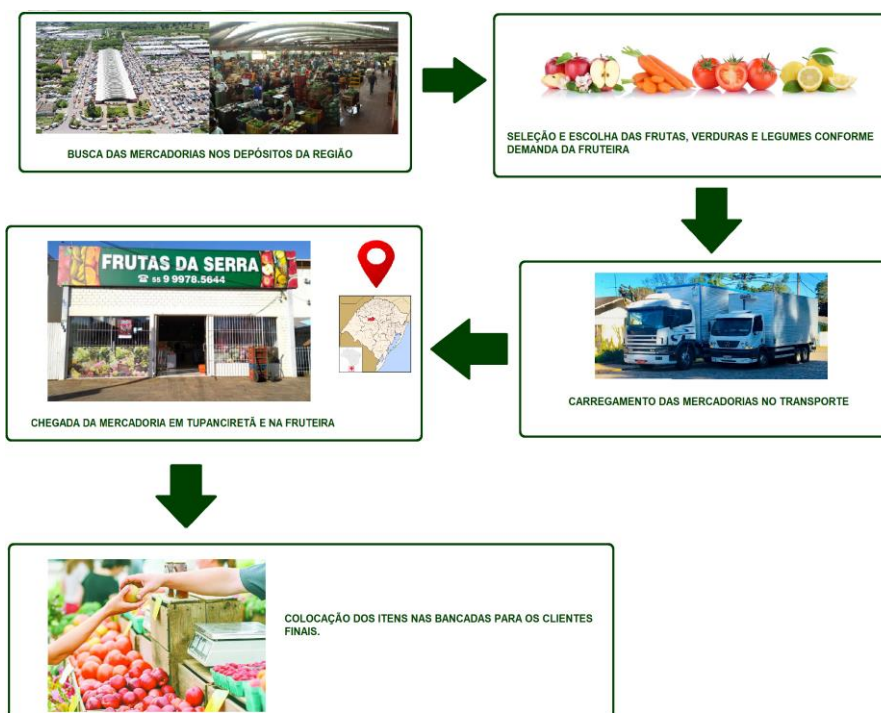 BUSCA DAS MERCADORIAS NOS DEPÓSITOS DA REGIÃO
SELEÇÃO E ESCOLHA DAS FRUTAS, VERDURAS E LEGUMES CONFORME
DEMANDA DA FRUTEIRA
CARREGAMENTO DAS MERCADORIAS NO TRANSPORTE
FRUTAS DA SERRA
☎ 55 9 9978.5644
CHEGADA DA MERCADORIA EM TUPANCIRETÃ E NA FRUTEIRA
COLOCAÇÃO DOS ITENS NAS BANCADAS PARA OS CLIENTES
FINAIS.